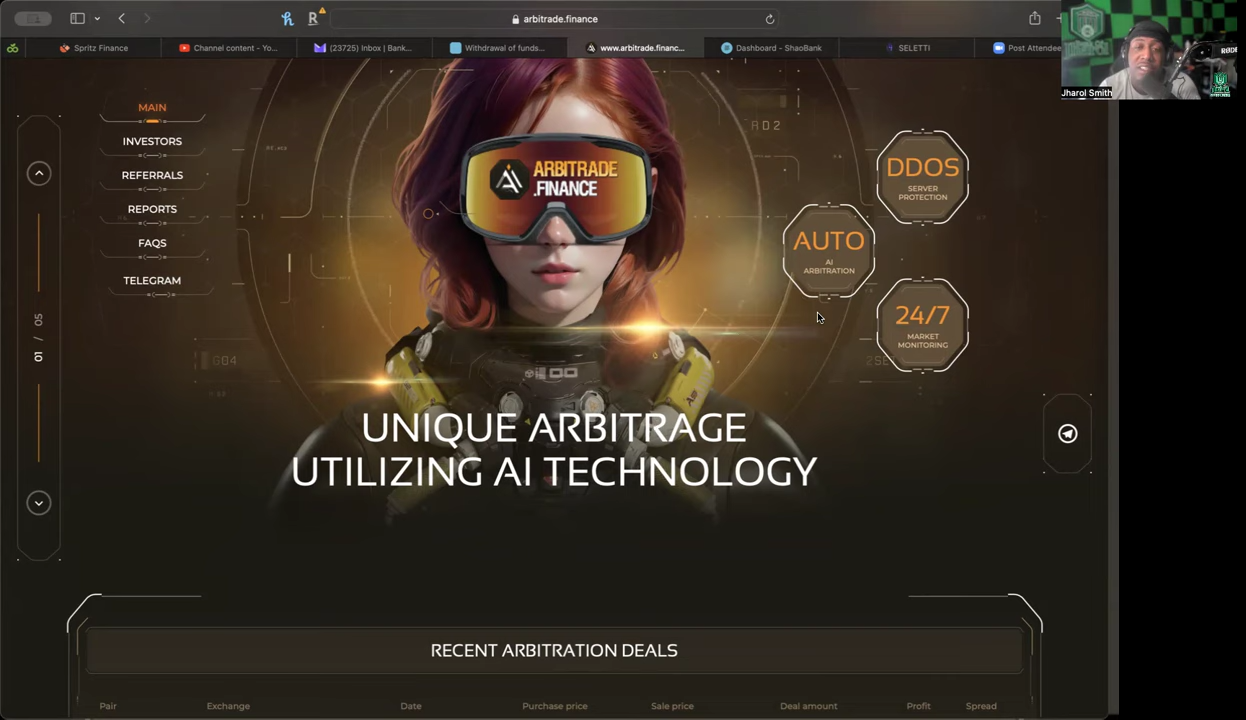 arbitrade.finance
Spritz Finance
Channel content - Yo...
(23725) Inbox | Bank...
Withdrawal of funds...
www.arbitrade.financ...
Dashboard - ShaoBank
SELETTI
Post Attendee
RØDE
Jharol Smith
MAIN
INVESTORS
REFERRALS
REPORTS
FAQS
TELEGRAM
01 / 05
ARBITRADE
.FINANCE
RD2
G04
DDOS
SERVER
PROTECTION
AUTO
AI
ARBITRATION
24/7
MARKET
MONITORING
UNIQUE ARBITRAGE
UTILIZING AI TECHNOLOGY
RECENT ARBITRATION DEALS
Pair Exchange Date Purchase price Sale price Deal amount Profit Spread